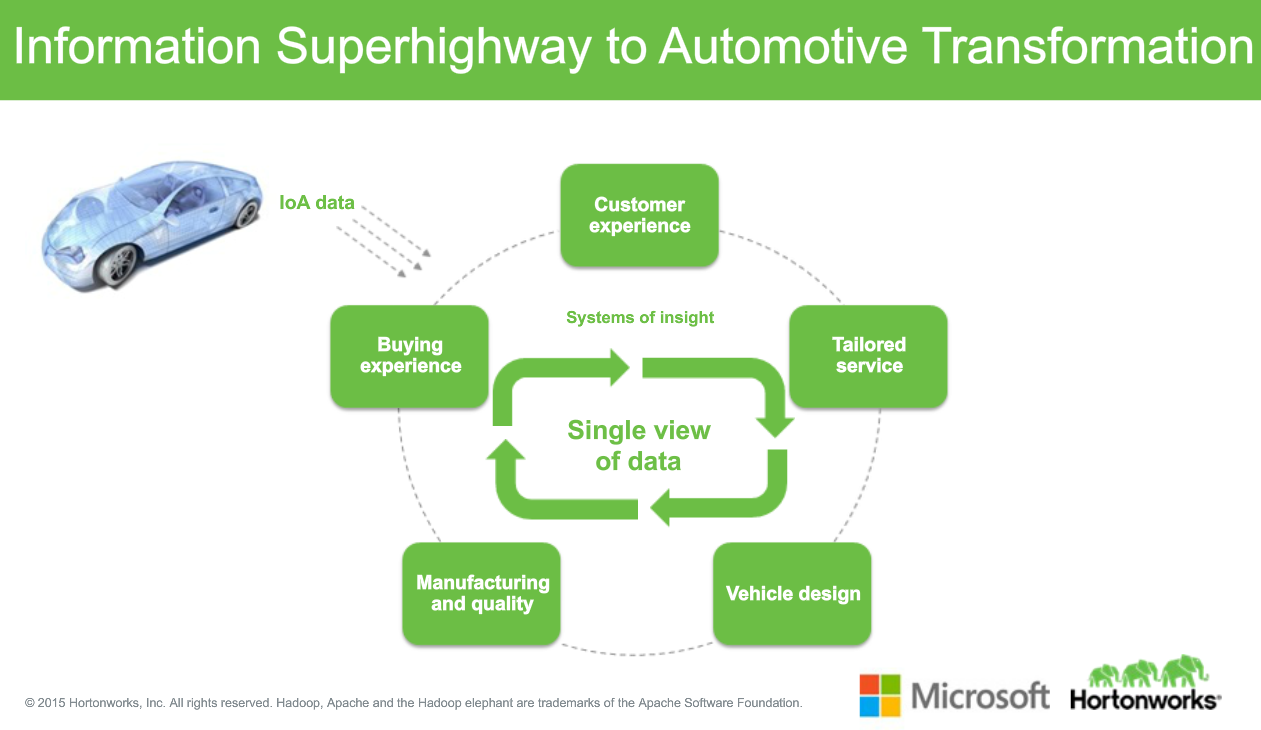 Information Superhighway to Automotive Transformation
IoA data
Customer
experience
Buying
experience
Systems of insight
Tailored
service
Single view
of data
Manufacturing
and quality
Vehicle design
© 2015 Hortonworks, Inc. All rights reserved. Hadoop, Apache and the Hadoop elephant are trademarks of the Apache Software Foundation.
Microsoft
Hortonworks®